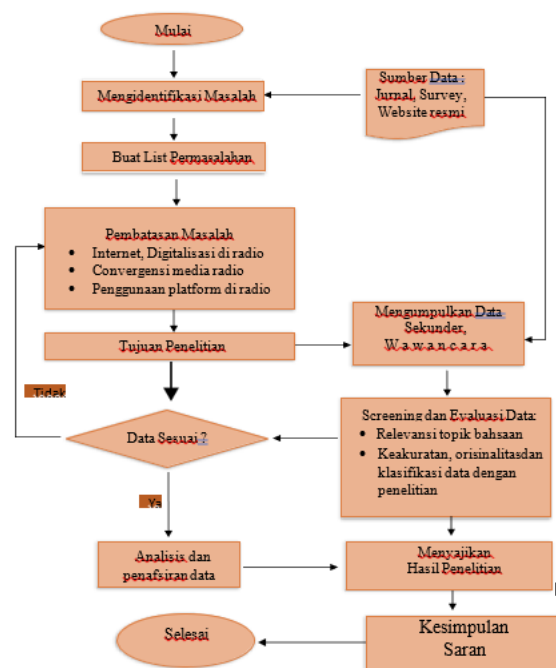 Mulai
Mengidentifikasi Masalah
Sumber Data :
Jurnal, Survey,
Website resmi
Buat List Permasalahan
Pembatasan Masalah
• Internet, Digitalisasi di radio
• Convergensi media radio
• Penggunaan platform di radio
Tujuan Penelitian
Mengumpulkan Data
Sekunder,
W a w a n c a r a
Tidak
Data Sesuai ?
Screening dan Evaluasi Data:
• Relevansi topik bahsaan
• Keakuratan, orisinalitasdan
klasifikasi data dengan
penelitian
Ya
Analisis dan
penafsiran data
Menyajikan
Hasil Penelitian
Selesai
Kesimpulan
Saran